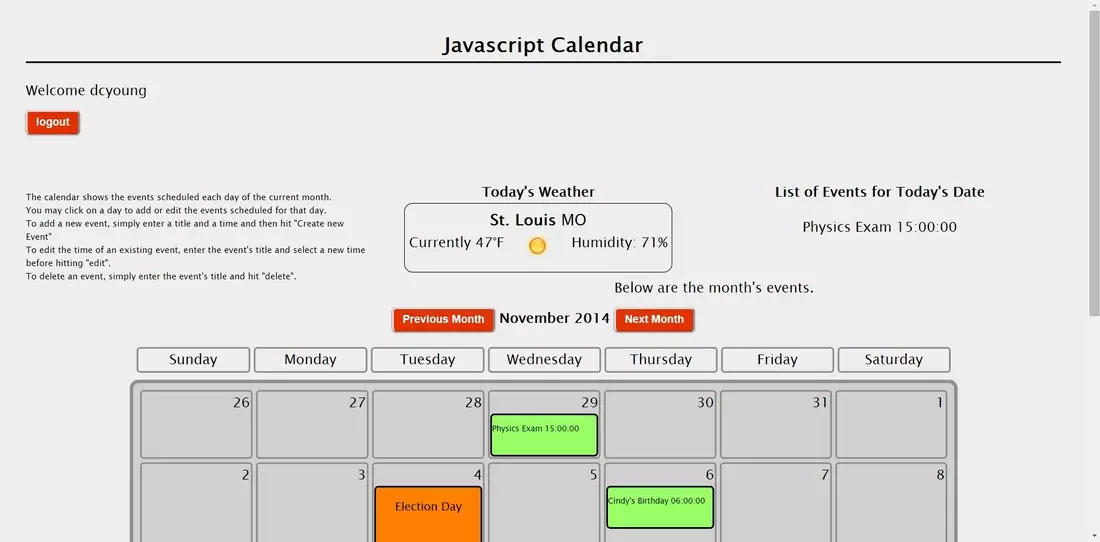 Javascript Calendar
Welcome dcyoung
logout
The calendar shows the events scheduled each day of the current month.
You may click on a day to add or edit the events scheduled for that day.
To add a new event, simply enter a title and a time and then hit "Create new
Event"
To edit the time of an existing event, enter the event's title and select a new time
before hitting "edit".
To delete an event, simply enter the event's title and hit "delete".
Today's Weather
St. Louis MO
Currently 47°F Humidity: 71%
List of Events for Today's Date
Physics Exam 15:00:00
Below are the month's events.
Previous Month November 2014 Next Month
Sunday Monday Tuesday Wednesday Thursday Friday Saturday
26 27 28 29 30 31 1
Physics Exam 15:00:00
2 3 4 5 6 7 8
Election Day
Cindy's Birthday 06:00:00